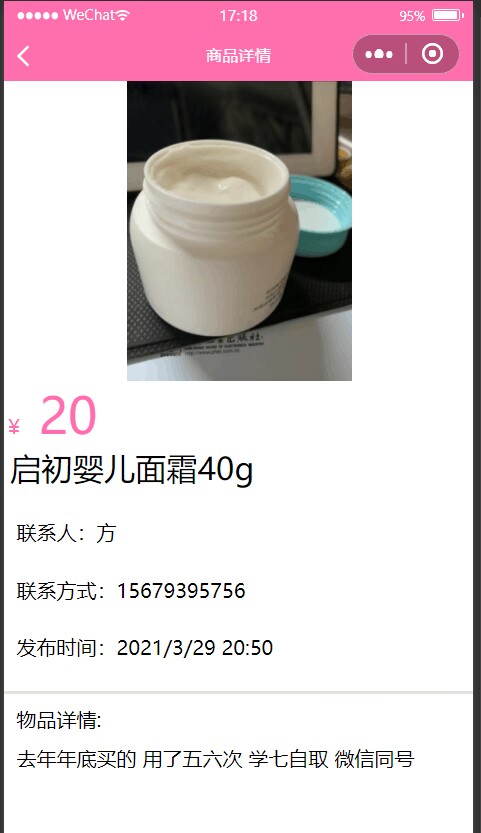 WeChat 17:18 95%
商品详情
¥ 20
启初婴儿面霜40g
联系人：方
联系方式：15679395756
发布时间：2021/3/29 20:50
物品详情:
去年年底买的 用了五六次 学七自取 微信同号